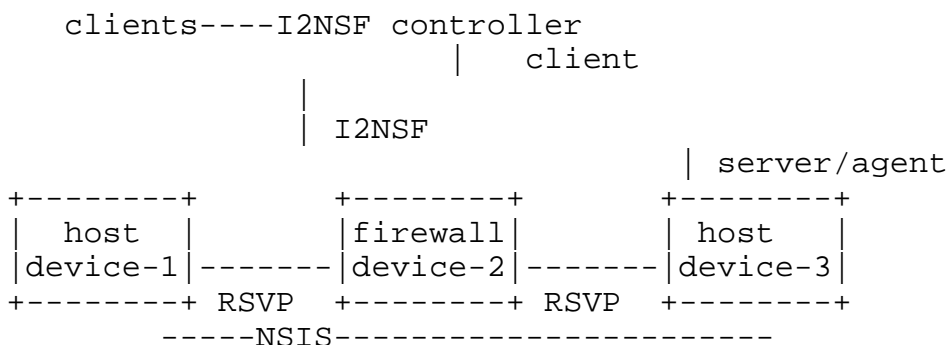 clients----I2NSF controller
|    client
|
| I2NSF
| server/agent
+--------+       +--------+       +--------+
|  host  |       |firewall|       |  host  |
|device-1|-------|device-2|-------|device-3|
+--------+ RSVP  +--------+ RSVP  +--------+
-----NSIS-----------------------